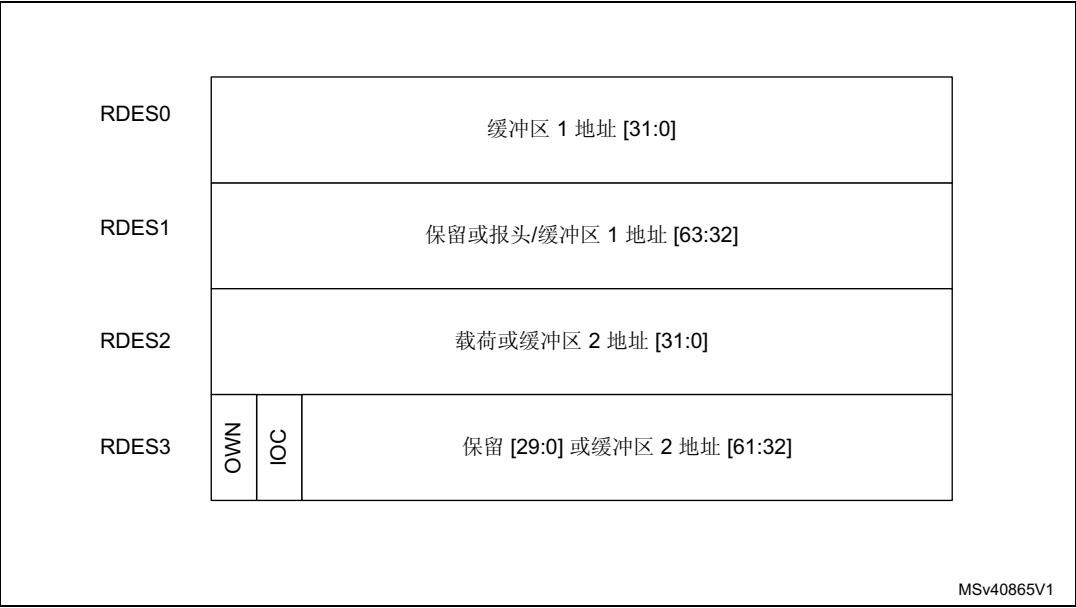 RDES0
缓冲区 1 地址 [31:0]
RDES1
保留或报头/缓冲区 1 地址 [63:32]
RDES2
载荷或缓冲区 2 地址 [31:0]
RDES3
OWN
IOC
保留 [29:0] 或缓冲区 2 地址 [61:32]
MSv40865V1